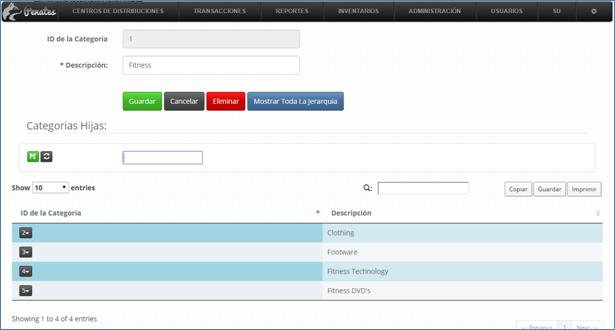 Penates CENTROS DE DISTRIBUCIONES TRANSACCIONES REPORTES INVENTARIOS ADMINISTRACIÓN USUARIOS SU
ID de la Categoria 1
* Descripción: Fitness
Guardar Cancelar Eliminar Mostrar Toda La Jerarquia
Categorias Hijas:
Show 10 entries : Copiar Guardar Imprimir
ID de la Categoria Descripción
2 Clothing
3 Footware
4 Fitness Technology
5 Fitness DVD's
Showing 1 to 4 of 4 entries
← Previous 1 Next →